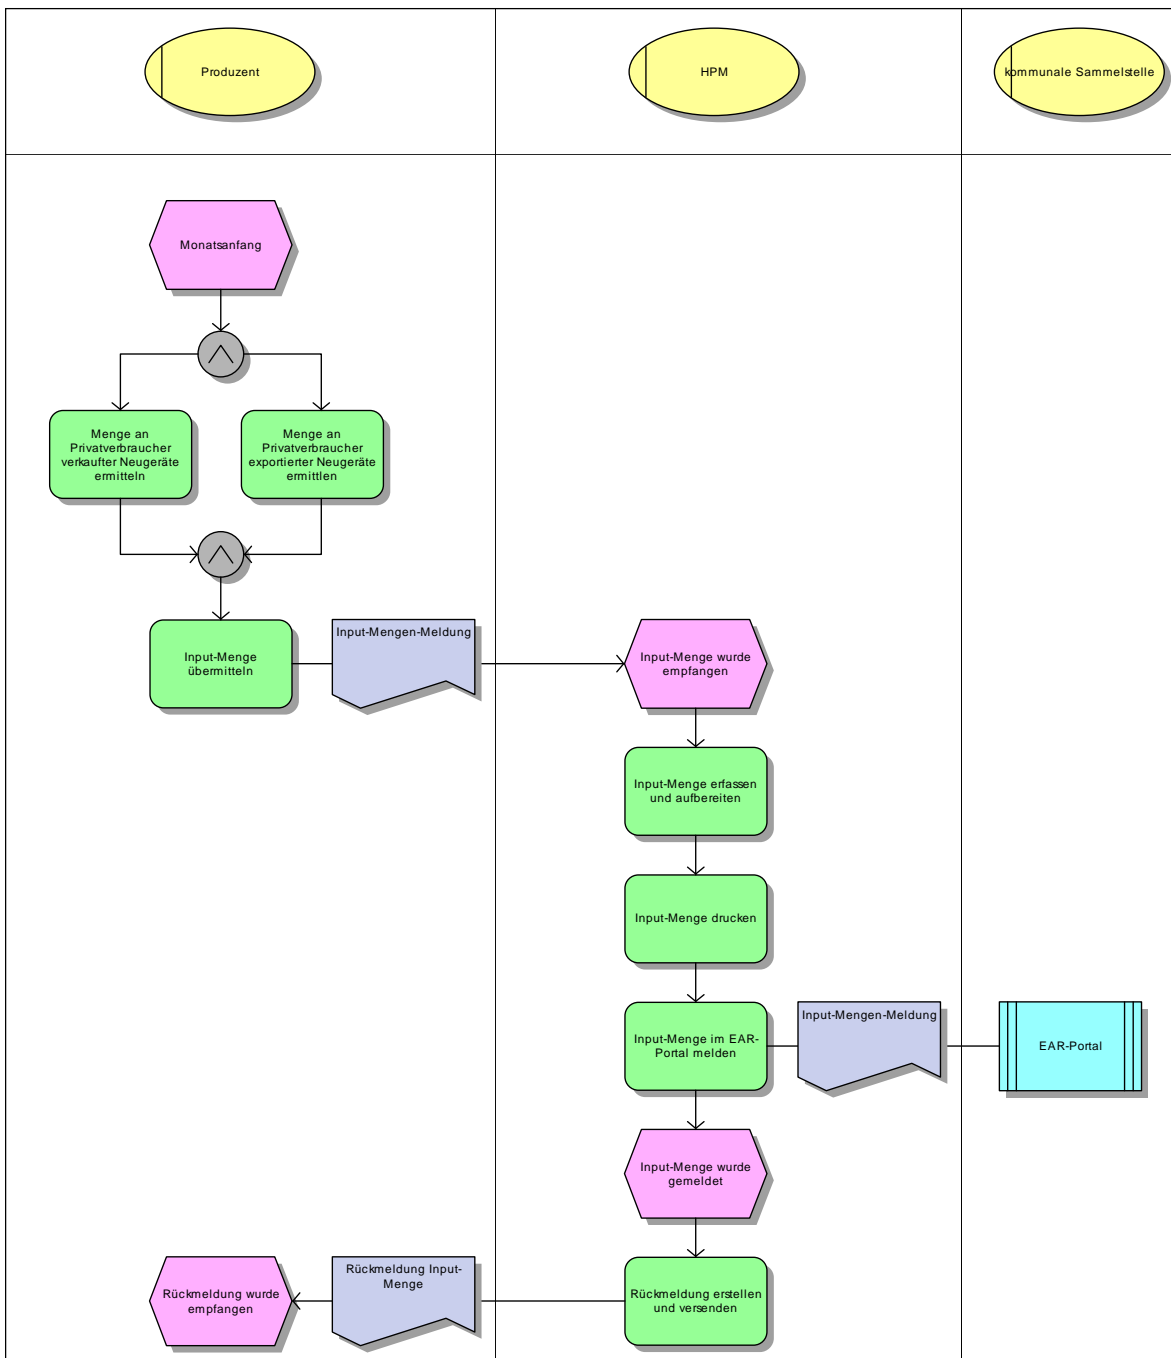 Produzent
HPM
kommunale Sammelstelle
Monatsanfang
Menge an
Privatverbraucher
verkaufter Neugeräte
ermitteln
Menge an
Privatverbraucher
exportierter Neugeräte
ermittlen
Input-Menge
übermitteln
Input-Mengen-Meldung
Input-Menge wurde
empfangen
Input-Menge erfassen
und aufbereiten
Input-Menge drucken
Input-Menge im EAR-
Portal melden
Input-Mengen-Meldung
EAR-Portal
Input-Menge wurde
gemeldet
Rückmeldung wurde
empfangen
Rückmeldung Input-
Menge
Rückmeldung erstellen
und versenden